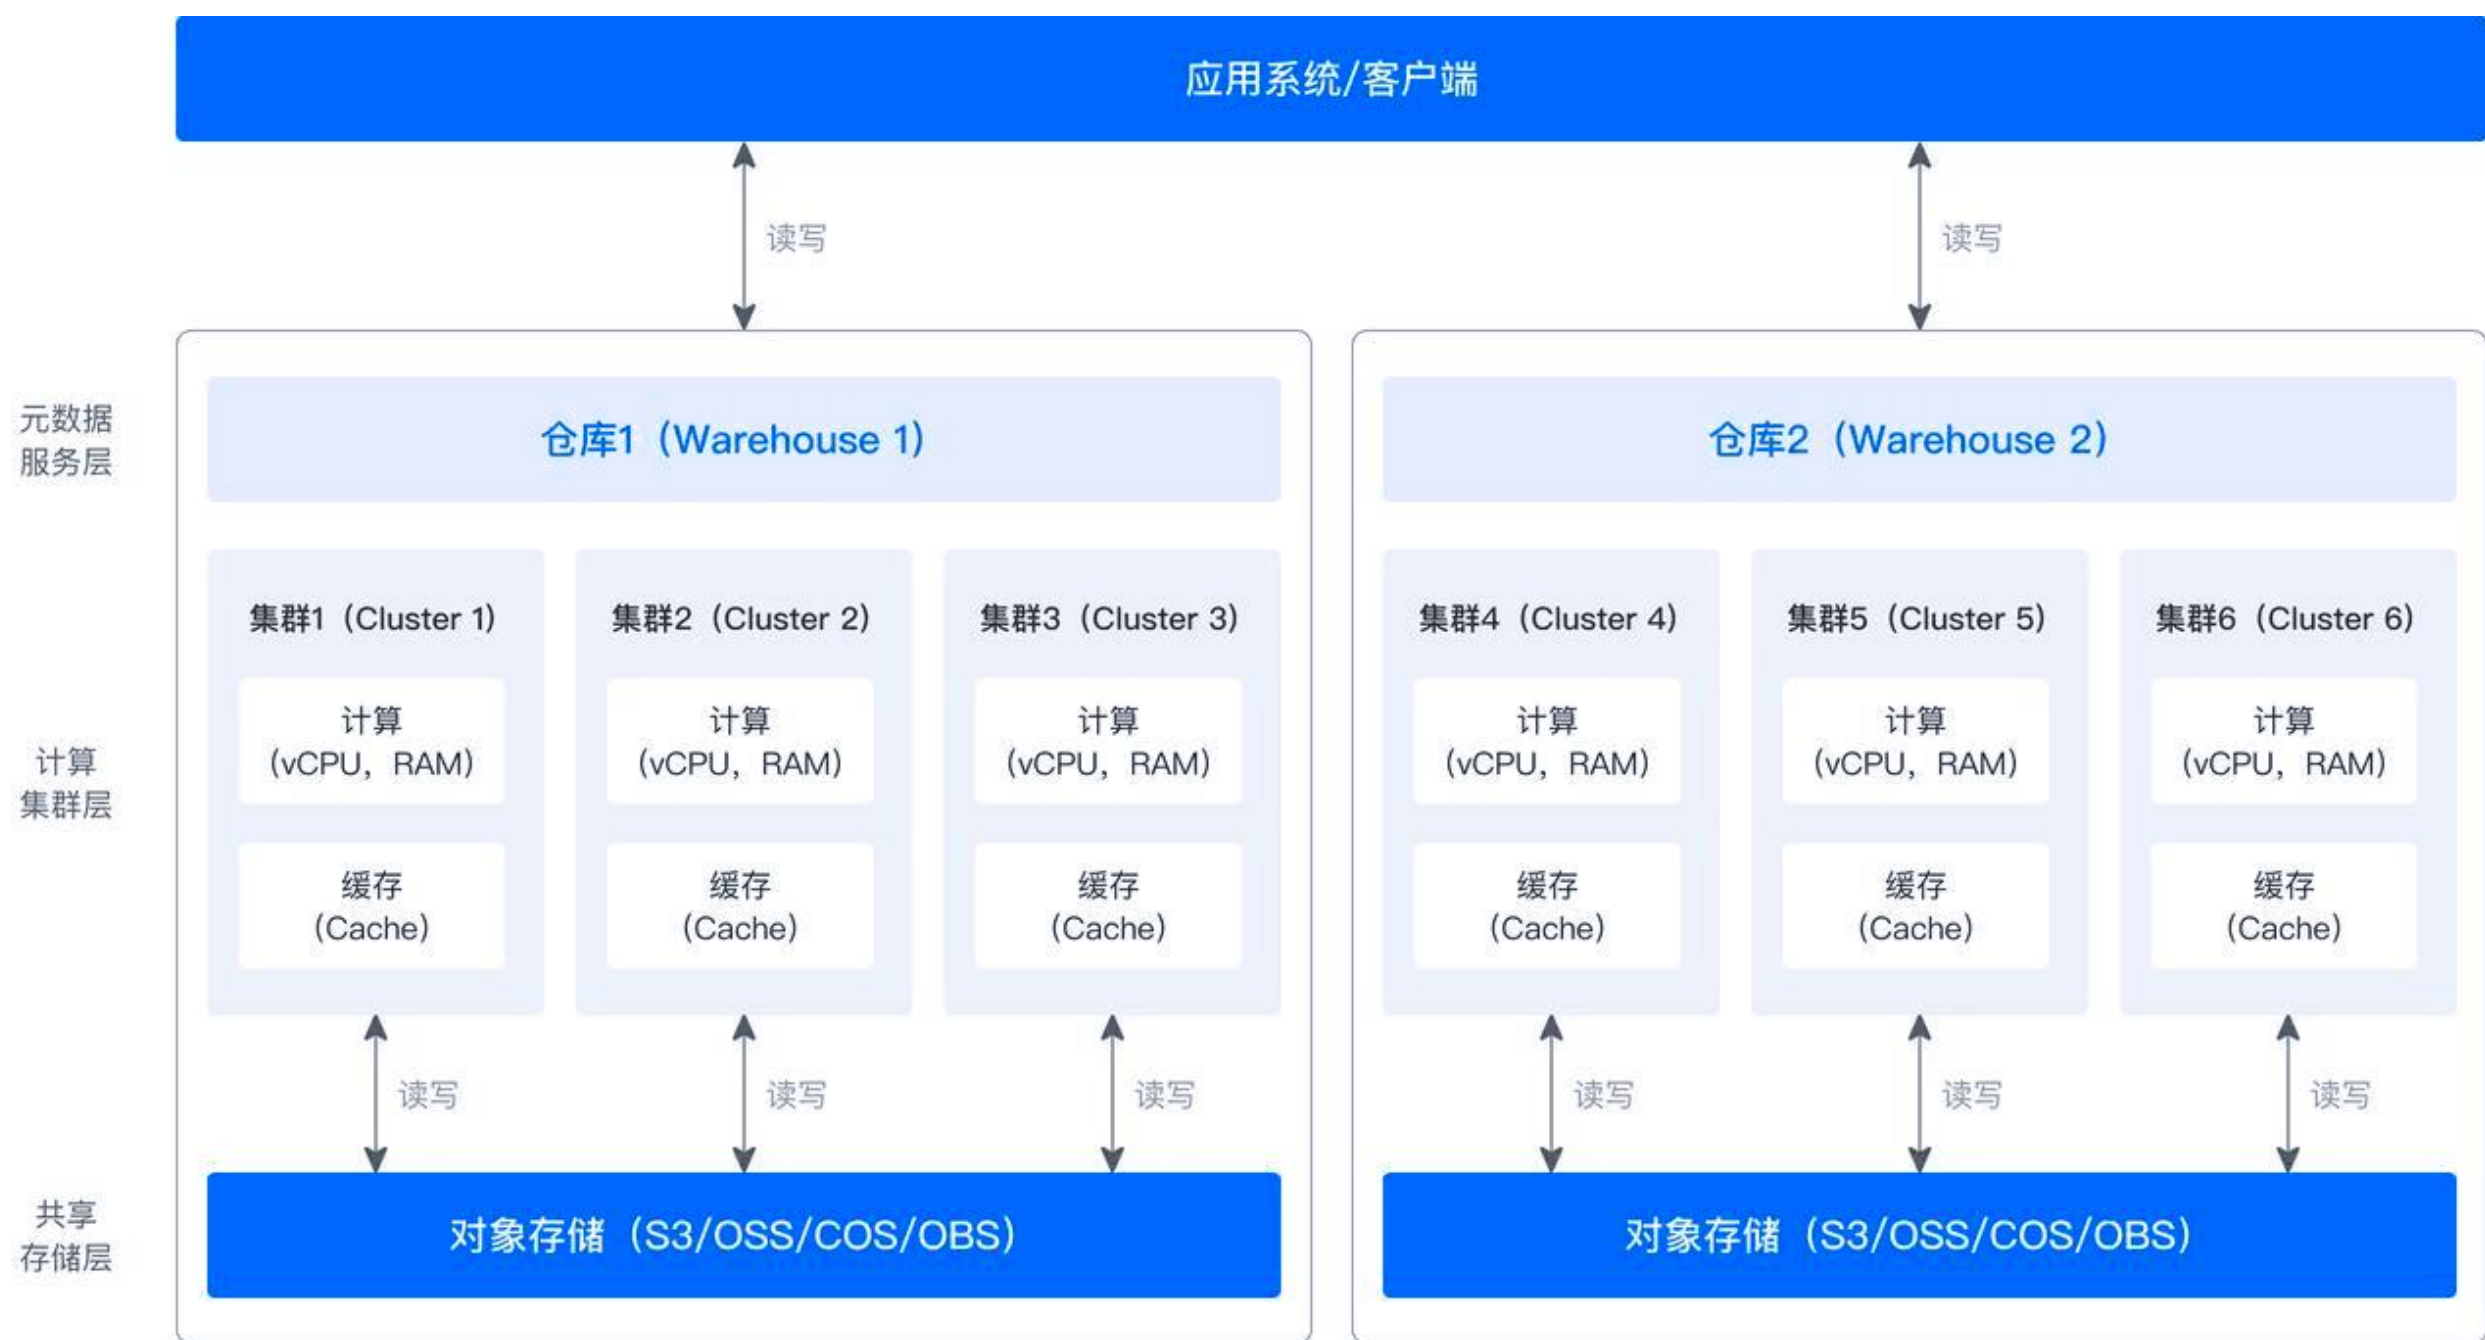 应用系统/客户端
读写
读写
元数据
服务层
仓库1（Warehouse 1）
仓库2（Warehouse 2）
计算
集群层
集群1（Cluster 1）
计算
(vCPU，RAM)
缓存
(Cache)
集群2（Cluster 2）
计算
(vCPU，RAM)
缓存
(Cache)
集群3（Cluster 3）
计算
(vCPU，RAM)
缓存
(Cache)
集群4（Cluster 4）
计算
(vCPU，RAM)
缓存
(Cache)
集群5（Cluster 5）
计算
(vCPU，RAM)
缓存
(Cache)
集群6（Cluster 6）
计算
(vCPU，RAM)
缓存
(Cache)
读写
读写
读写
读写
读写
读写
共享
存储层
对象存储（S3/OSS/COS/OBS）
对象存储（S3/OSS/COS/OBS）